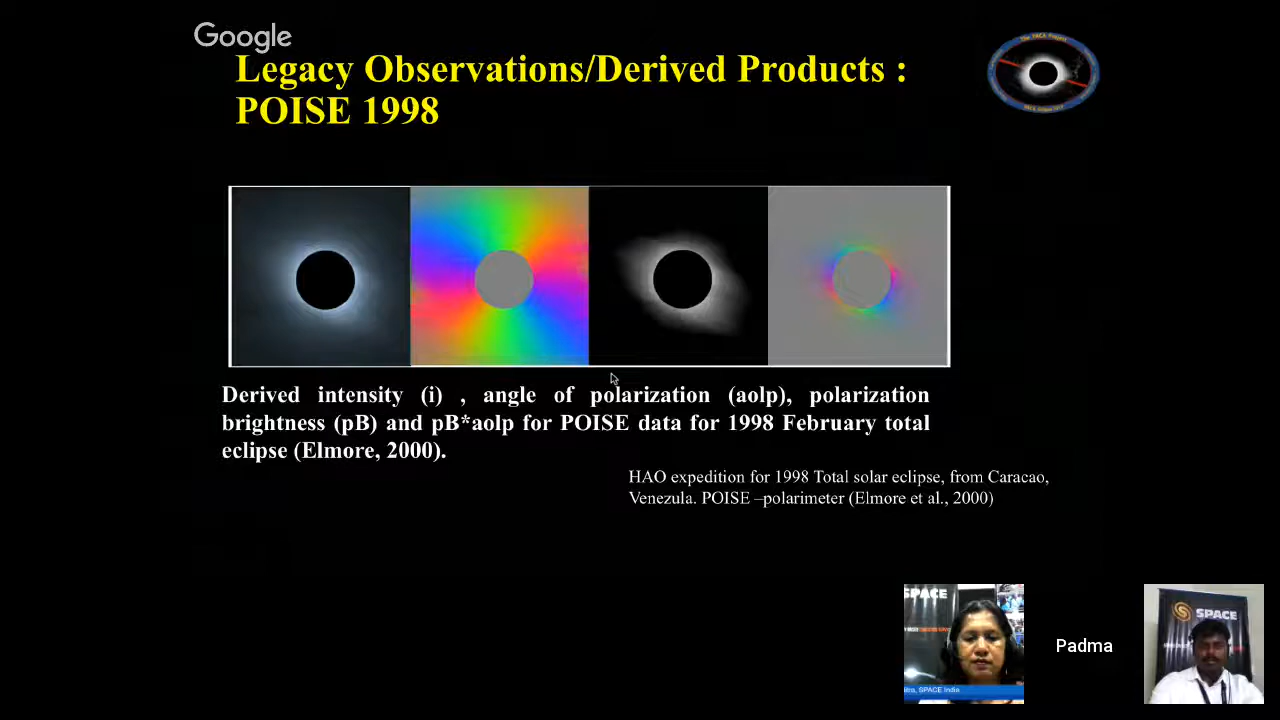 Google
Legacy Observations/Derived Products :
POISE 1998
Derived intensity (i) , angle of polarization (aolp), polarization
brightness (pB) and pB*aolp for POISE data for 1998 February total
eclipse (Elmore, 2000).
HAO expedition for 1998 Total solar eclipse, from Caracao,
Venezula. POISE –polarimeter (Elmore et al., 2000)
SPACE
, SPACE India
Padma
SPACE